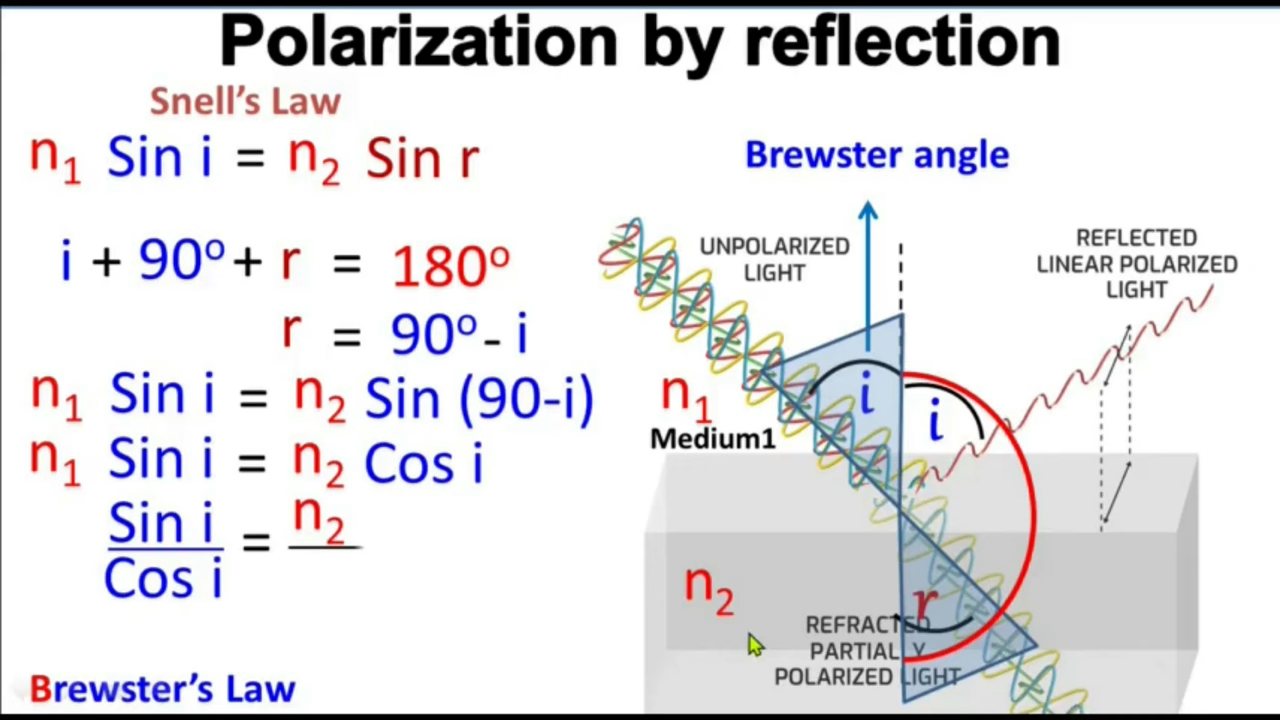 Polarization by reflection
Snell's Law
n₁ Sin i = n₂ Sin r
i + 90° + r = 180°
r = 90° - i
n₁ Sin i = n₂ Sin (90-i)
n₁ Sin i = n₂ Cos i
Sin i = n₂
Cos i
Brewster's Law
Brewster angle
UNPOLARIZED
LIGHT
REFLECTED
LINEAR POLARIZED
LIGHT
i
i
n₁
Medium1
n₂
r
REFRACTED
PARTIALLY
POLARIZED LIGHT